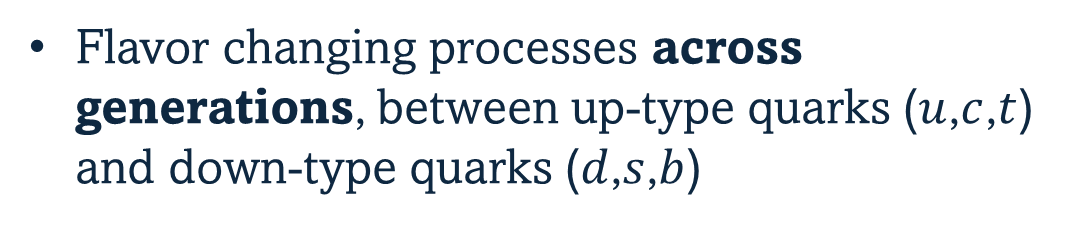 • Flavor changing processes across
generations, between up-type quarks (u,c,t)
and down-type quarks (d,s,b)